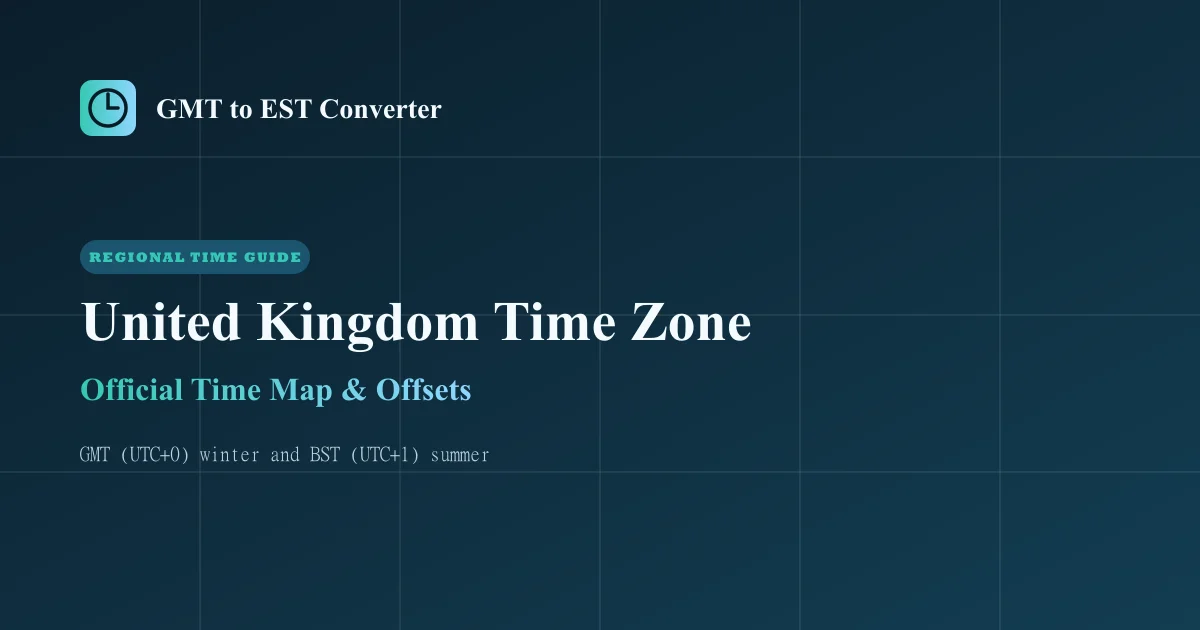 GMT to EST Converter
REGIONAL TIME GUIDE
United Kingdom Time Zone
Official Time Map & Offsets
GMT (UTC+0) winter and BST (UTC+1) summer